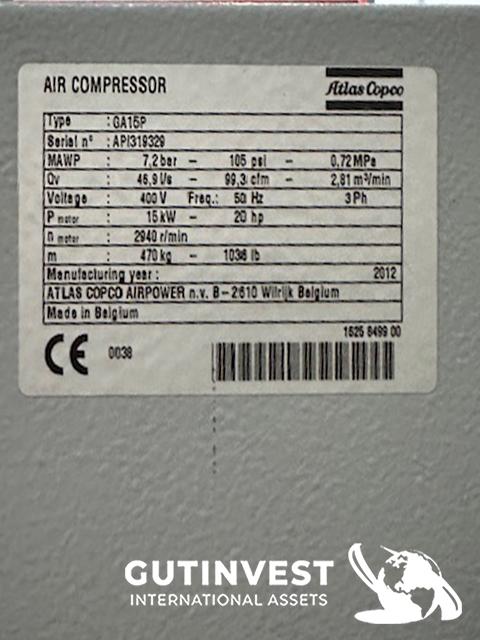 AIR COMPRESSOR
Atlas Copco
Type : GA15P
Serial n° : API319329
MAWP : 7,2 bar – 105 psi – 0.72 MPa
Qv : 46,9 l/s – 99,3 cfm – 2,81 m³/min
Voltage : 400 V Freq.: 50 Hz 3 Ph
P motor : 15 kW – 20 hp
n motor : 2940 r/min
m : 470 kg – 1036 lb
Manufacturing year : 2012
ATLAS COPCO AIRPOWER n.v. B – 2610 Wilrijk Belgium
Made in Belgium
1625 8499 00
CE 0038
GUTINVEST
INTERNATIONAL ASSETS